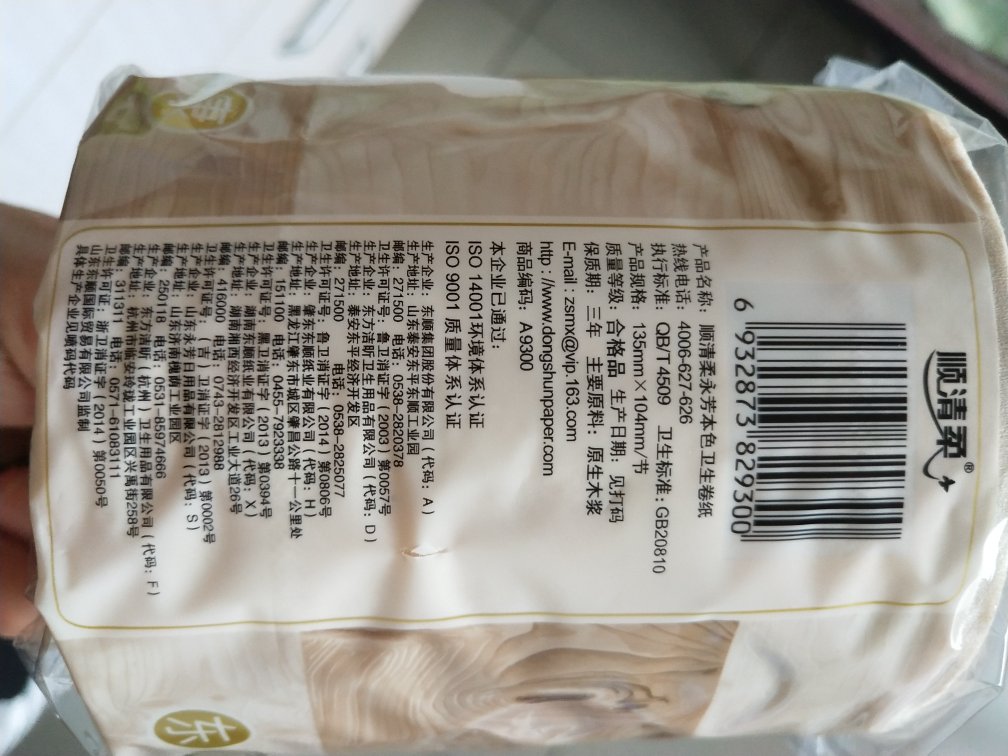 顺清柔®
6 932873 829300
产品名称：顺清柔永芳本色卫生卷纸
热线电话：4006-627-626
执行标准：QB/T 4509 卫生标准：GB20810
产品规格：135mm×104mm/节
质量等级：合格品 生产日期：见打码
保质期：三年 主要原料：原生木浆
E-mail：zsmx@vip.163.com
http：//www.dongshunpaper.com
商品编码：A9300
本企业已通过：
ISO 14001环境体系认证
ISO 9001 质量体系认证
生产企业：东顺集团股份有限公司（代码：A）
生产地址：山东泰安东平东顺工业园
邮编：271500 电话：0538-2820378
卫生许可证号：鲁卫消证字（2003）第0057号
生产企业：东方洁昕卫生用品有限公司（代码：D）
生产地址：泰安东平经济开发区
邮编：271500 电话：0538-2825077
卫生许可证号：鲁卫消证字（2014）第0806号
生产企业：肇东东顺纸业有限公司（代码：H）
生产地址：黑龙江肇东市城区肇昌公路十一公里处
邮编：151100 电话：0455-7923338
卫生许可证号：黑卫消证字（2013）第0394号
生产企业：湖南东顺纸业有限公司（代码：X）
生产地址：湖南湘西经济开发区工业大道26号
邮编：416000 电话：0743-2812988
卫生许可证号：（吉）卫消证字（2013）第0002号
生产企业：山东永芳日用品有限公司（代码：S）
生产地址：山东济南槐荫工业园区
邮编：250118 电话：0531-85974666
生产企业：东方洁昕（杭州）卫生用品有限公司（代码：F）
生产地址：杭州市临安玲珑工业园区兴禹街258号
邮编：311311 电话：0571-61083111
卫生许可证号：浙卫消证字（2014）第0050号
山东东顺国际贸易有限公司监制
具体生产企业见喷码代码
东